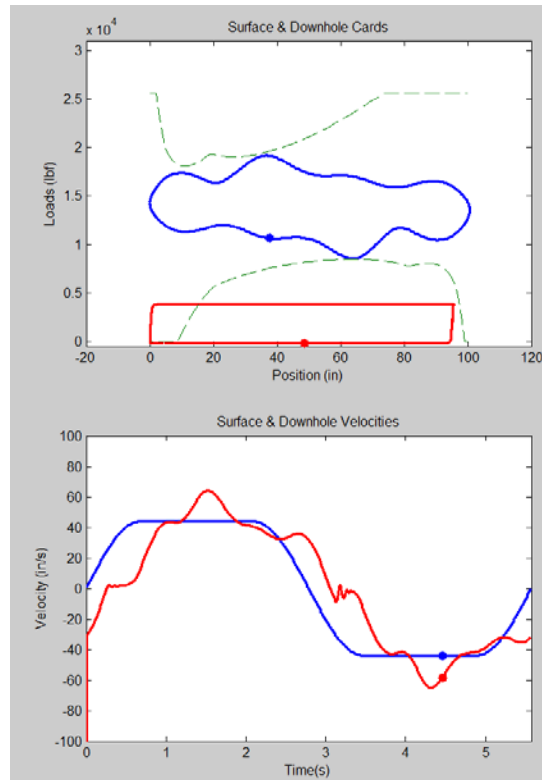 Surface & Downhole Cards
x 10⁴
3
2.5
2
1.5
1
0.5
0
Loads (lbf)
-20 0 20 40 60 80 100 120
Position (in)
Surface & Downhole Velocities
100
80
60
40
20
0
-20
-40
-60
-80
-100
Velocity (in/s)
0 1 2 3 4 5
Time(s)